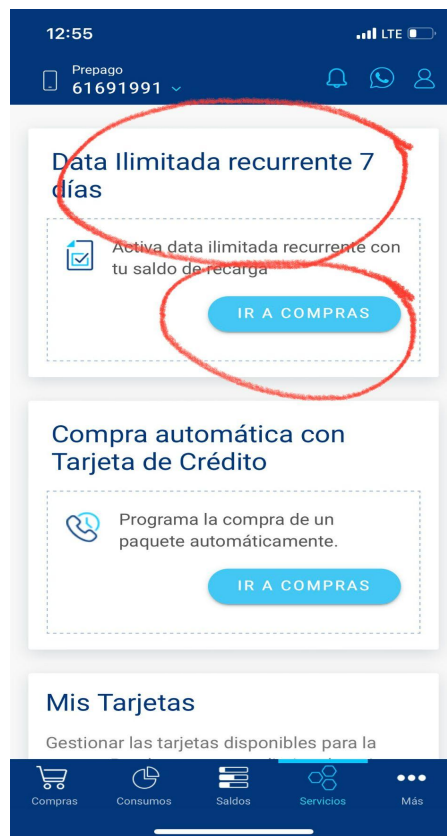 12:55
LTE
Prepago
61691991
Data Ilimitada recurrente 7
días
Activa data ilimitada recurrente con
tu saldo de recarga
IR A COMPRAS
Compra automática con
Tarjeta de Crédito
Programa la compra de un
paquete automáticamente.
IR A COMPRAS
Mis Tarjetas
Gestionar las tarjetas disponibles para la
Compras Consumos Saldos Servicios Más